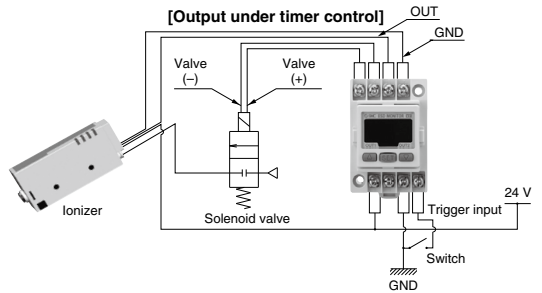 [Output under timer control]
OUT
GND
Valve
(–)
Valve
(+)
Ionizer
Solenoid valve
Trigger input
24 V
Switch
GND